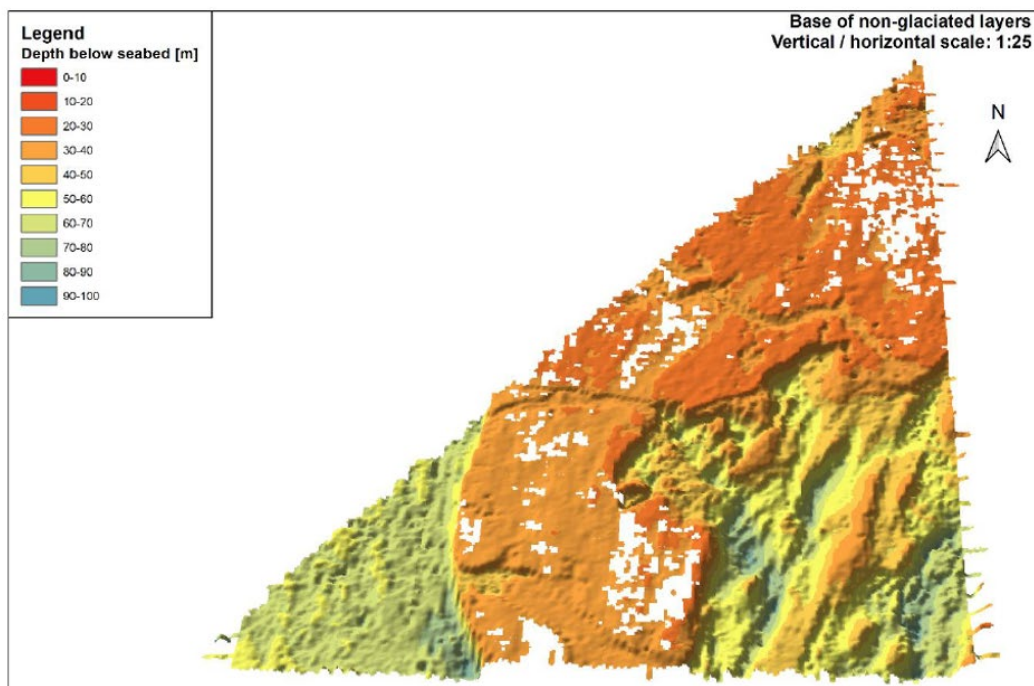 Legend
Depth below seabed [m]
0-10
10-20
20-30
30-40
40-50
50-60
60-70
70-80
80-90
90-100
Base of non-glaciated layers
Vertical / horizontal scale: 1:25
N